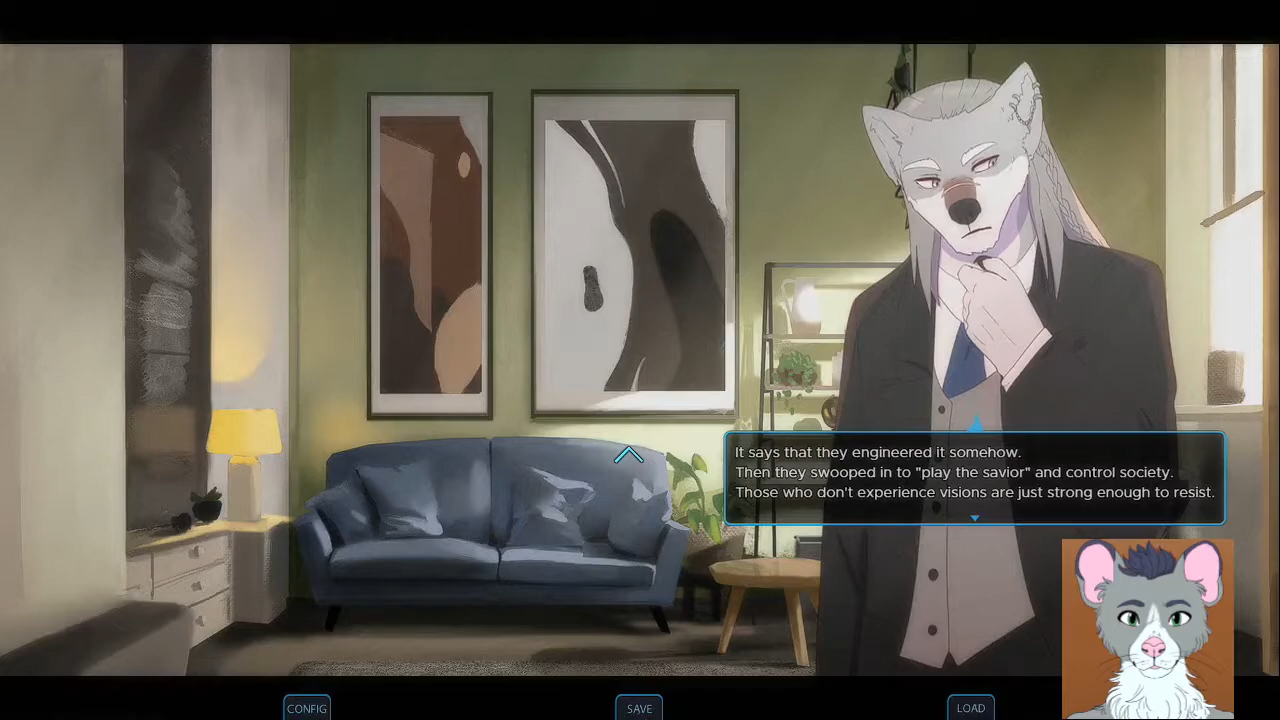 It says that they engineered it somehow.
Then they swooped in to "play the savior" and control society.
Those who don't experience visions are just strong enough to resist.
CONFIG
SAVE
LOAD